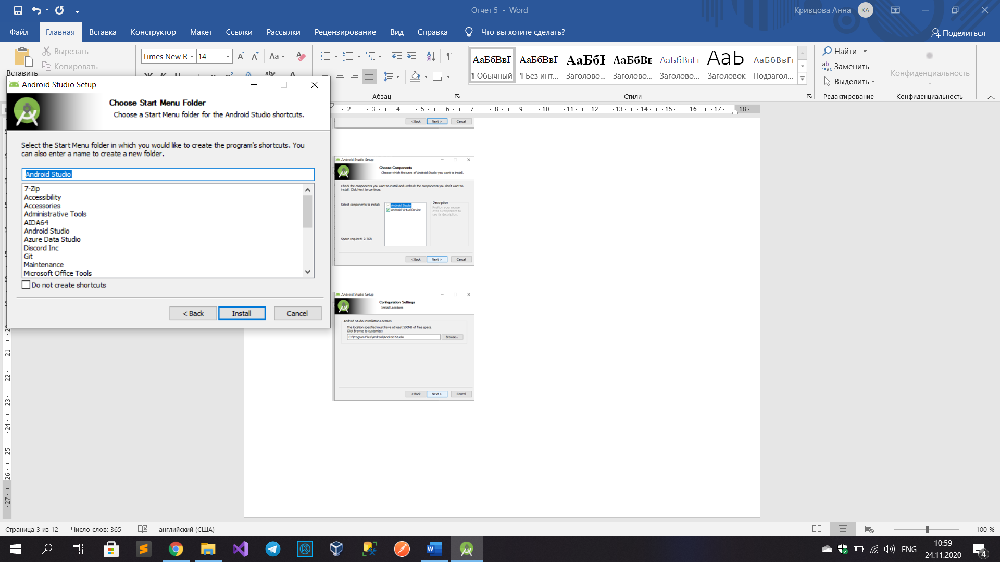 Отчет 5 - Word
Кривцова Анна
КА
Файл
Главная
Вставка
Конструктор
Макет
Ссылки
Рассылки
Рецензирование
Вид
Справка
Что вы хотите сделать?
Поделиться
Вставить
Вырезать
Копировать
Times New R
14
Aa
АаБбВвГ
¶ Обычный
АаБбВвГ
¶ Без инт...
Заголово...
Заголово...
АаБбВвГг
Заголово...
Заголовок
Подзагол...
Найти
Заменить
Выделить
Конфиденциальность
Абзац
Стили
Редактирование
Конфиденциальность
2 3 4 5 6 7 8 9 10 11 12 13 14 15 16 17 18
Android Studio Setup
Choose Start Menu Folder
Choose a Start Menu folder for the Android Studio shortcuts.
Select the Start Menu folder in which you would like to create the program's shortcuts. You
can also enter a name to create a new folder.
Android Studio
7-Zip
Accessibility
Accessories
Administrative Tools
AIDA64
Android Studio
Azure Data Studio
Discord Inc
Git
Maintenance
Microsoft Office Tools
Do not create shortcuts
< Back
Install
Cancel
< Back
Next >
Cancel
Android Studio Setup
Choose Components
Choose which features of Android Studio you want to install.
Check the components you want to install and uncheck the components you don't want to
install. Click Next to continue.
Select components to install:
Android Studio
Android Virtual Device
Description
Position your mouse
over a component to
see its description.
Space required: 2.7GB
< Back
Next >
Cancel
Android Studio Setup
Configuration Settings
Install Locations
Android Studio Installation Location
The location specified must have at least 500MB of free space.
Click Browse to customize:
C:\Program Files\Android\Android Studio
Browse...
< Back
Next >
Cancel
21
22
23
24
25
26
27
Страница 3 из 12
Число слов: 365
английский (США)
100 %
ENG
10:59
24.11.2020
4